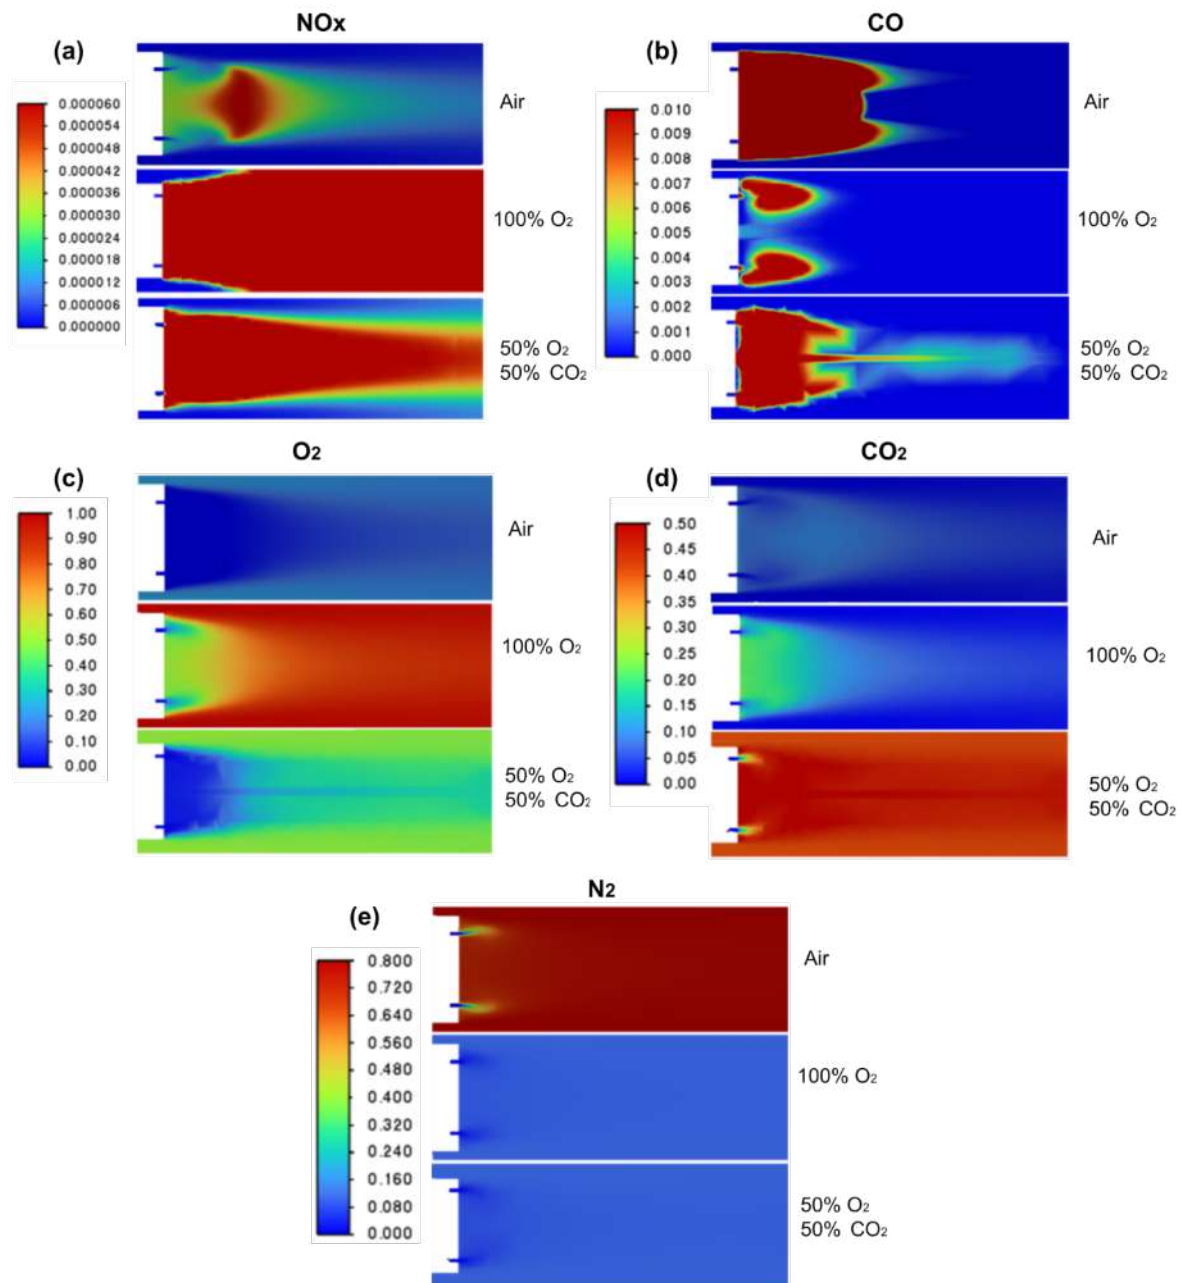 NOx
(a)
0.000060
0.000054
0.000048
0.000042
0.000036
0.000030
0.000024
0.000018
0.000012
0.000006
0.000000
Air
100% O2
50% O2
50% CO2
CO
(b)
0.010
0.009
0.008
0.007
0.006
0.005
0.004
0.003
0.002
0.001
0.000
Air
100% O2
50% O2
50% CO2
O2
(c)
1.00
0.90
0.80
0.70
0.60
0.50
0.40
0.30
0.20
0.10
0.00
Air
100% O2
50% O2
50% CO2
CO2
(d)
0.50
0.45
0.40
0.35
0.30
0.25
0.20
0.15
0.10
0.05
0.00
Air
100% O2
50% O2
50% CO2
N2
(e)
0.800
0.720
0.640
0.560
0.480
0.400
0.320
0.240
0.160
0.080
0.000
Air
100% O2
50% O2
50% CO2